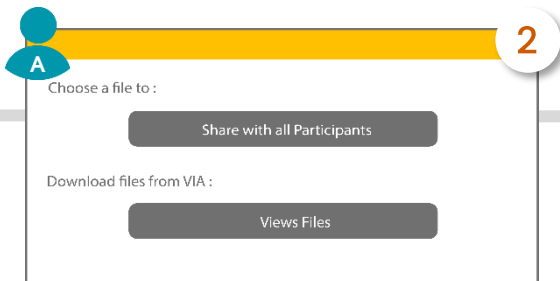 A
2
Choose a file to :
Share with all Participants
Download files from VIA :
Views Files